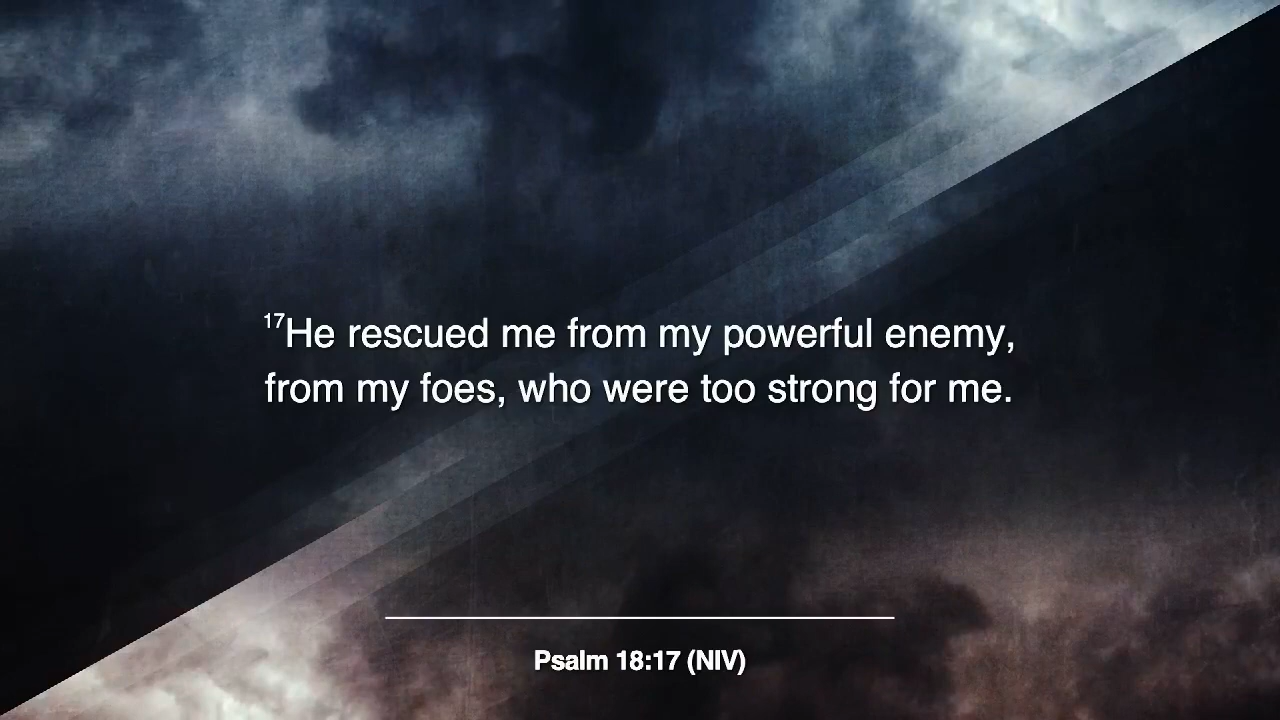 17He rescued me from my powerful enemy,
from my foes, who were too strong for me.
Psalm 18:17 (NIV)